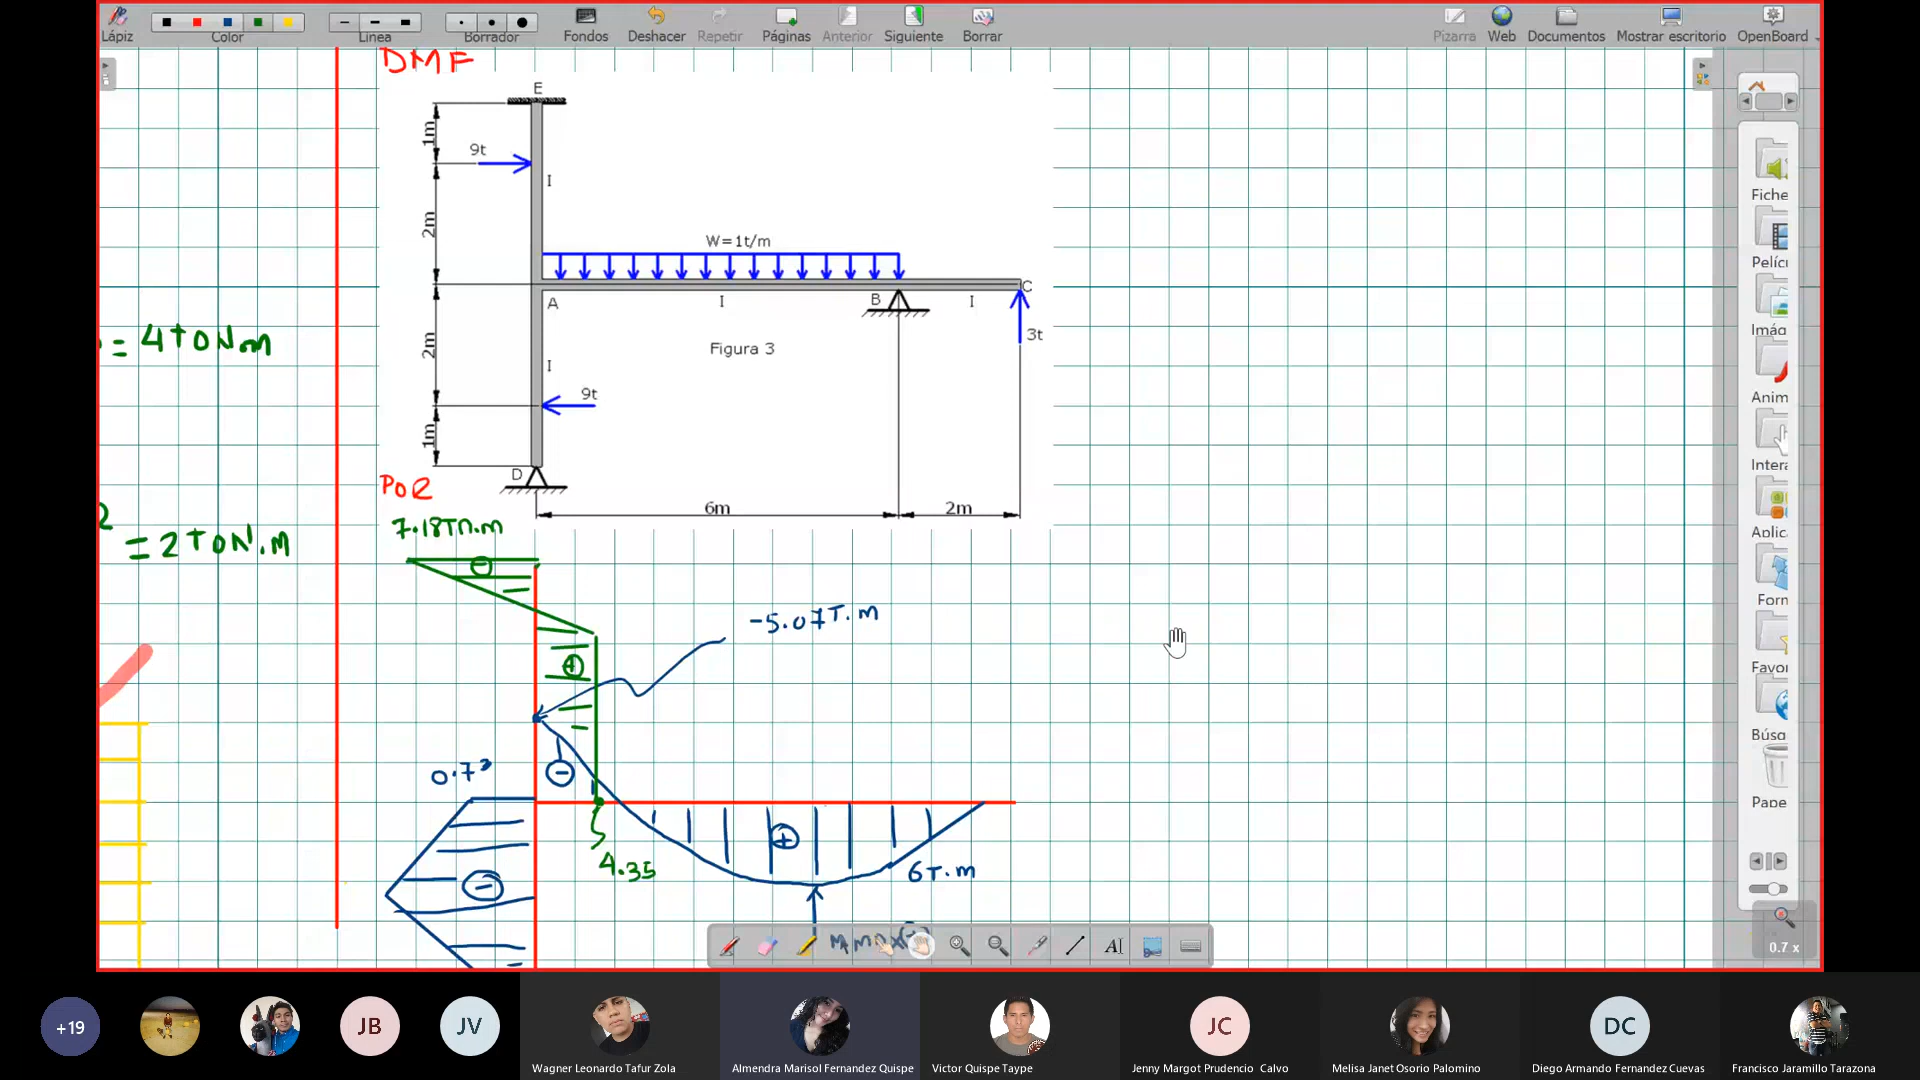 Lápiz
Color
Línea
Borrador
Fondos
Deshacer
Repetir
Páginas
Anterior
Siguiente
Borrar
Pizarra
Web
Documentos
Mostrar escritorio
OpenBoard
DMF
E
1m
9t
I
2m
W=1t/m
A
I
B
I
C
3t
2m
Figura 3
I
9t
1m
D
6m
2m
= 4TONm
POR
7.18Tn.m
= 2TON.m
-5.07T.m
0.73
4.35
6T.m
Fiche
Pelíc
Imág
Anim
Intera
Aplic
Forn
Favor
Búsq
Pape
0.7 x
+19
JB
JV
Wagner Leonardo Tafur Zola
Almendra Marisol Fernandez Quispe
Victor Quispe Taype
JC
Jenny Margot Prudencio Calvo
Melisa Janet Osorio Palomino
DC
Diego Armando Fernandez Cuevas
Francisco Jaramillo Tarazona